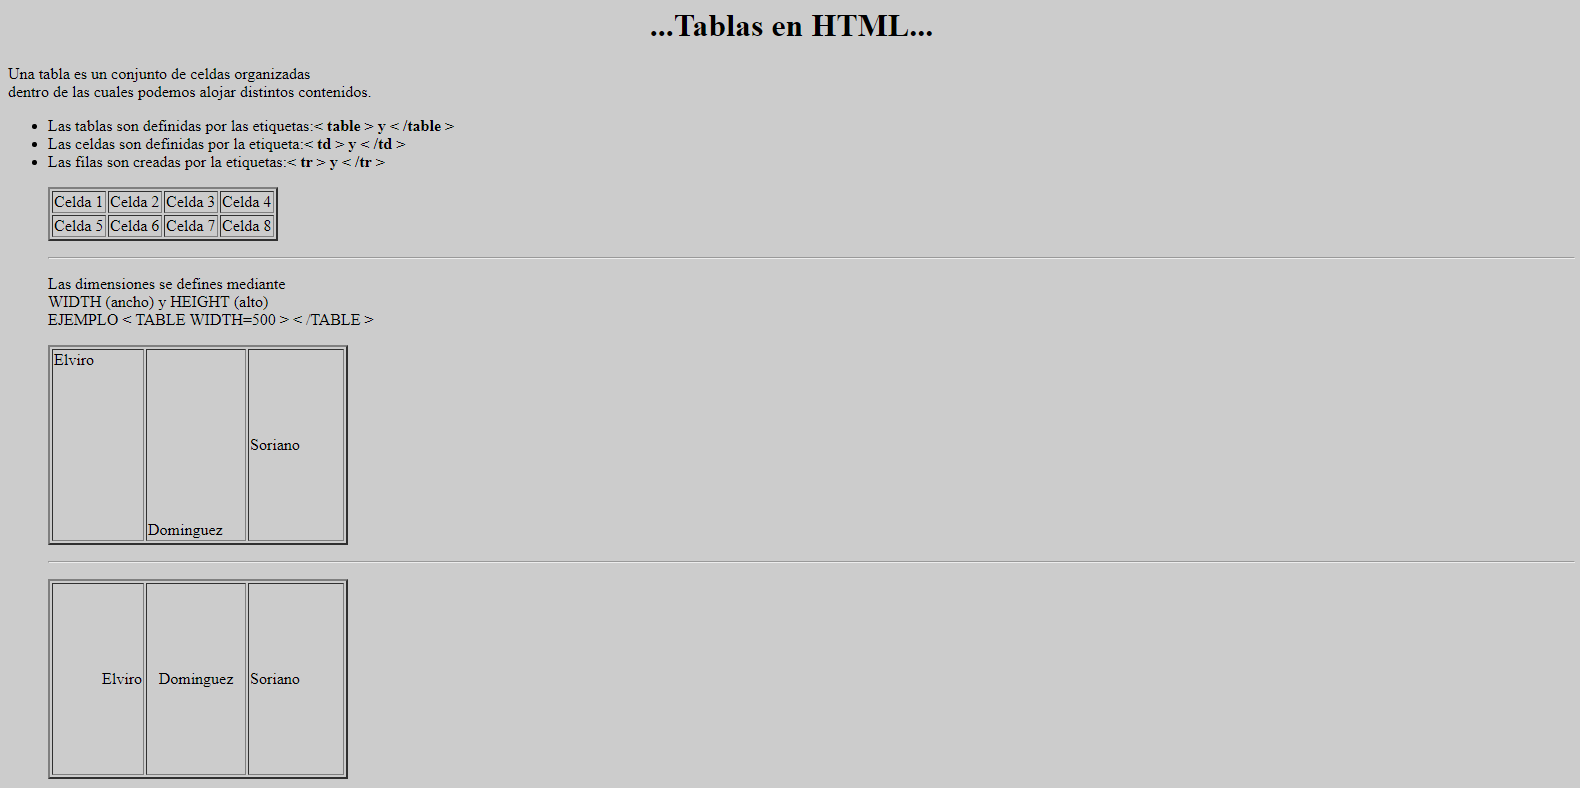 ...Tablas en HTML...
Una tabla es un conjunto de celdas organizadas
dentro de las cuales podemos alojar distintos contenidos.
Las tablas son definidas por las etiquetas:< table > y < /table >
Las celdas son definidas por la etiqueta:< td > y < /td >
Las filas son creadas por la etiquetas:< tr > y < /tr >
Celda 1 Celda 2 Celda 3 Celda 4
Celda 5 Celda 6 Celda 7 Celda 8
Las dimensiones se defines mediante
WIDTH (ancho) y HEIGHT (alto)
EJEMPLO < TABLE WIDTH=500 > < /TABLE >
Elviro
Soriano
Dominguez
Elviro Dominguez Soriano